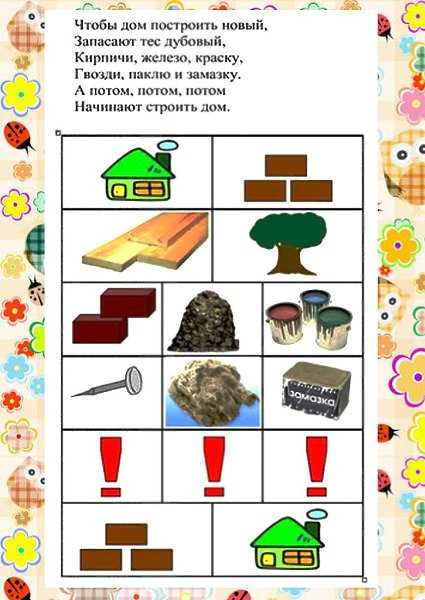 Чтобы дом построить новый,
Запасают тес дубовый,
Кирпичи, железо, краску,
Гвозди, паклю и замазку.
А потом, потом, потом
Начинают строить дом.
замазка